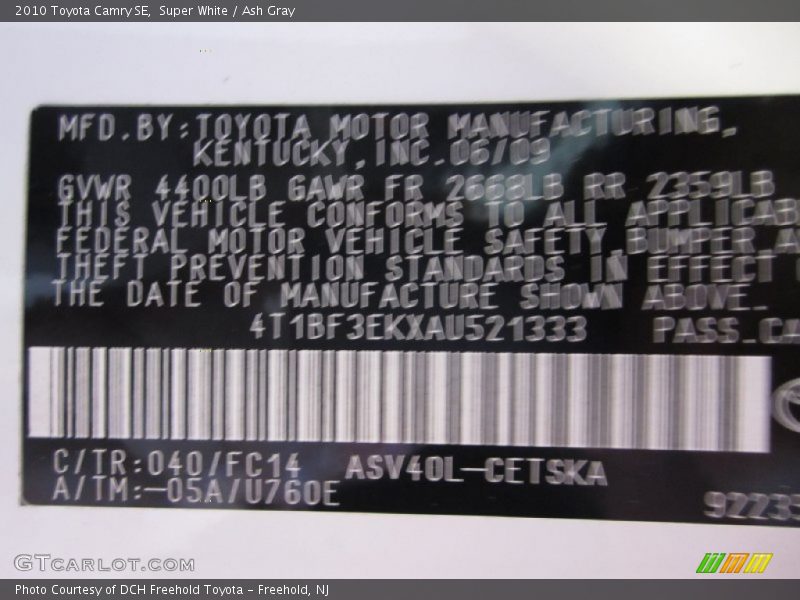 2010 Toyota Camry SE, Super White / Ash Gray
MFD.BY:TOYOTA MOTOR MANUFACTURING,
KENTUCKY,INC.06/09
GVWR 4400LB GAWR FR 2668LB RR 2359LB
THIS VEHICLE CONFORMS TO ALL APPLICAB
FEDERAL MOTOR VEHICLE SAFETY,BUMPER,A
THEFT PREVENTION STANDARDS IN EFFECT
THE DATE OF MANUFACTURE SHOWN ABOVE.
4T1BF3EKXAU521333 PASS.CA
C/TR:040/FC14 ASV40L-CETSKA
A/TM:-05A/U760E
92235
GTCARLOT.COM
Photo Courtesy of DCH Freehold Toyota - Freehold, NJ